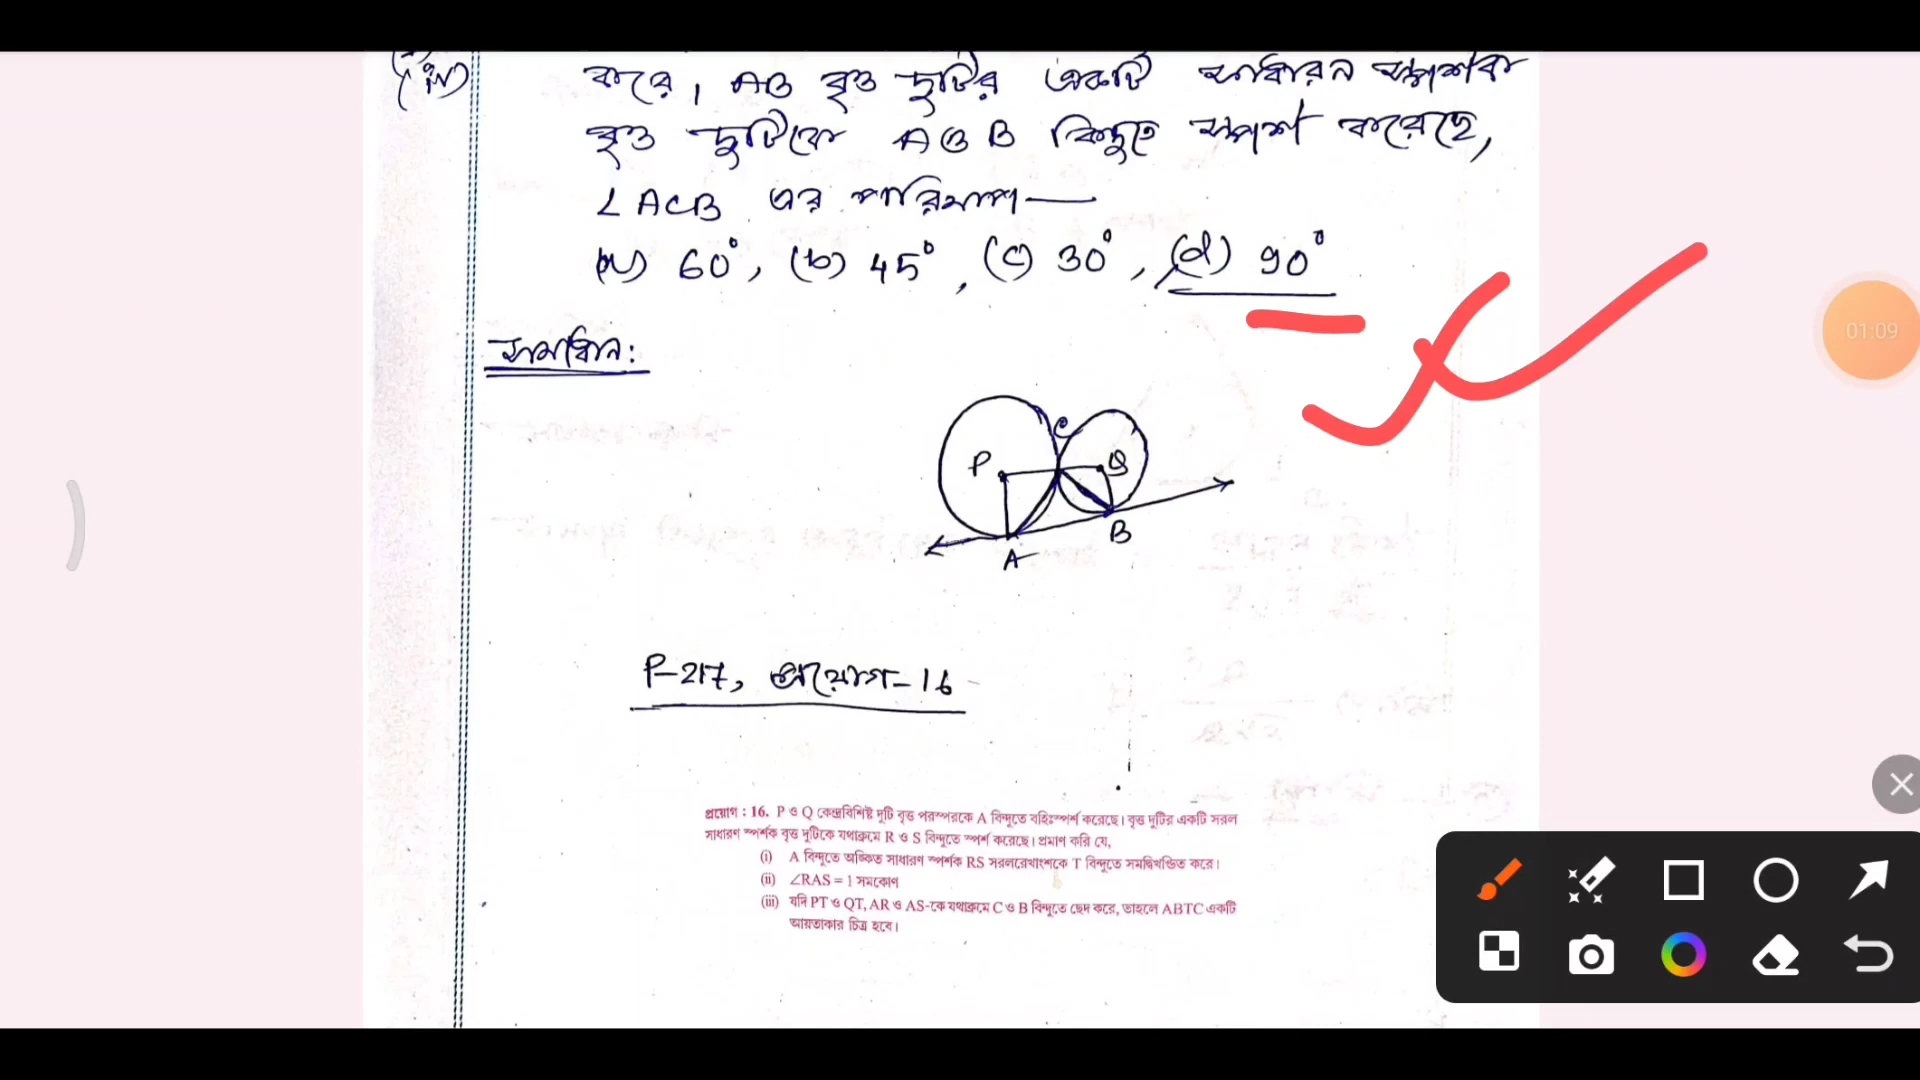 (iv) করে, AB বৃত্ত দুটির একটি সাধারন স্পর্শক
বৃত্ত দুটিকে A ও B বিন্দুতে স্পর্শ করেছে,
∠ACB এর পরিমাপ—
(a) 60°, (b) 45°, (c) 30°, (d) 90°
01:09
সমাধান:
C
P
Q
B
A
P-217, প্রয়োগ-16
প্রয়োগ : 16. P ও Q কেন্দ্রবিশিষ্ট দুটি বৃত্ত পরস্পরকে A বিন্দুতে বহিঃস্পর্শ করেছে। বৃত্ত দুটির একটি সরল
সাধারণ স্পর্শক বৃত্ত দুটিকে যথাক্রমে R ও S বিন্দুতে স্পর্শ করেছে। প্রমাণ করি যে,
(i) A বিন্দুতে অঙ্কিত সাধারণ স্পর্শক RS সরলরেখাংশকে T বিন্দুতে সমদ্বিখণ্ডিত করে।
(ii) ∠RAS = 1 সমকোণ
(iii) যদি PT ও QT, AR ও AS-কে যথাক্রমে C ও B বিন্দুতে ছেদ করে, তাহলে ABTC একটি
আয়তাকার চিত্র হবে।